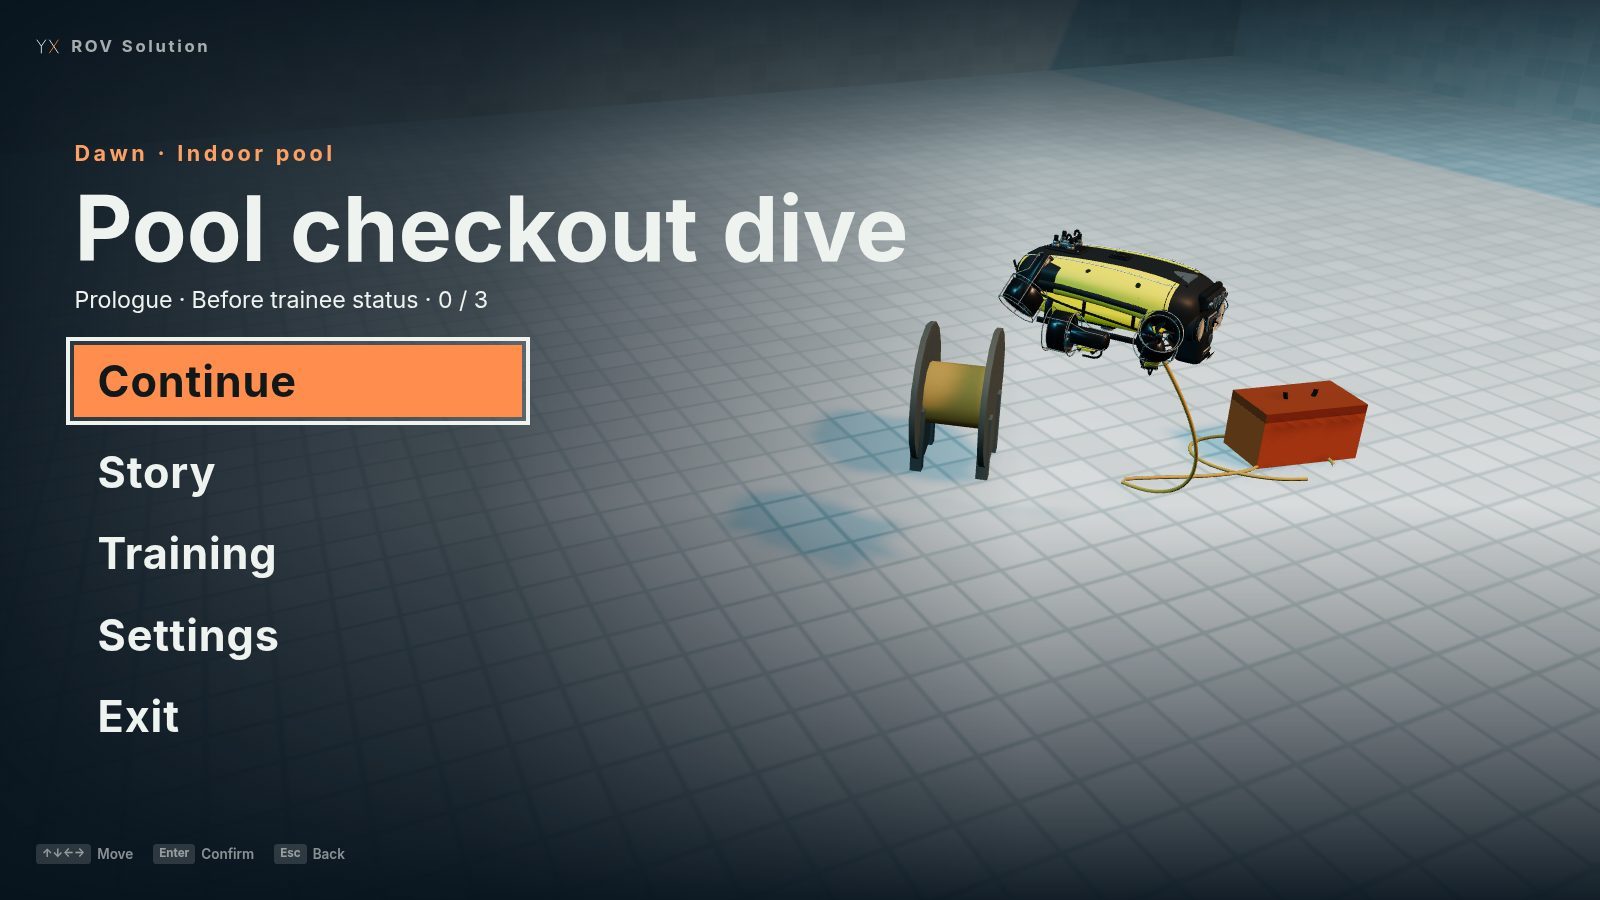 YX ROV Solution
Dawn · Indoor pool
Pool checkout dive
Prologue · Before trainee status · 0 / 3
Continue
Story
Training
Settings
Exit
↑↓←→ Move Enter Confirm Esc Back